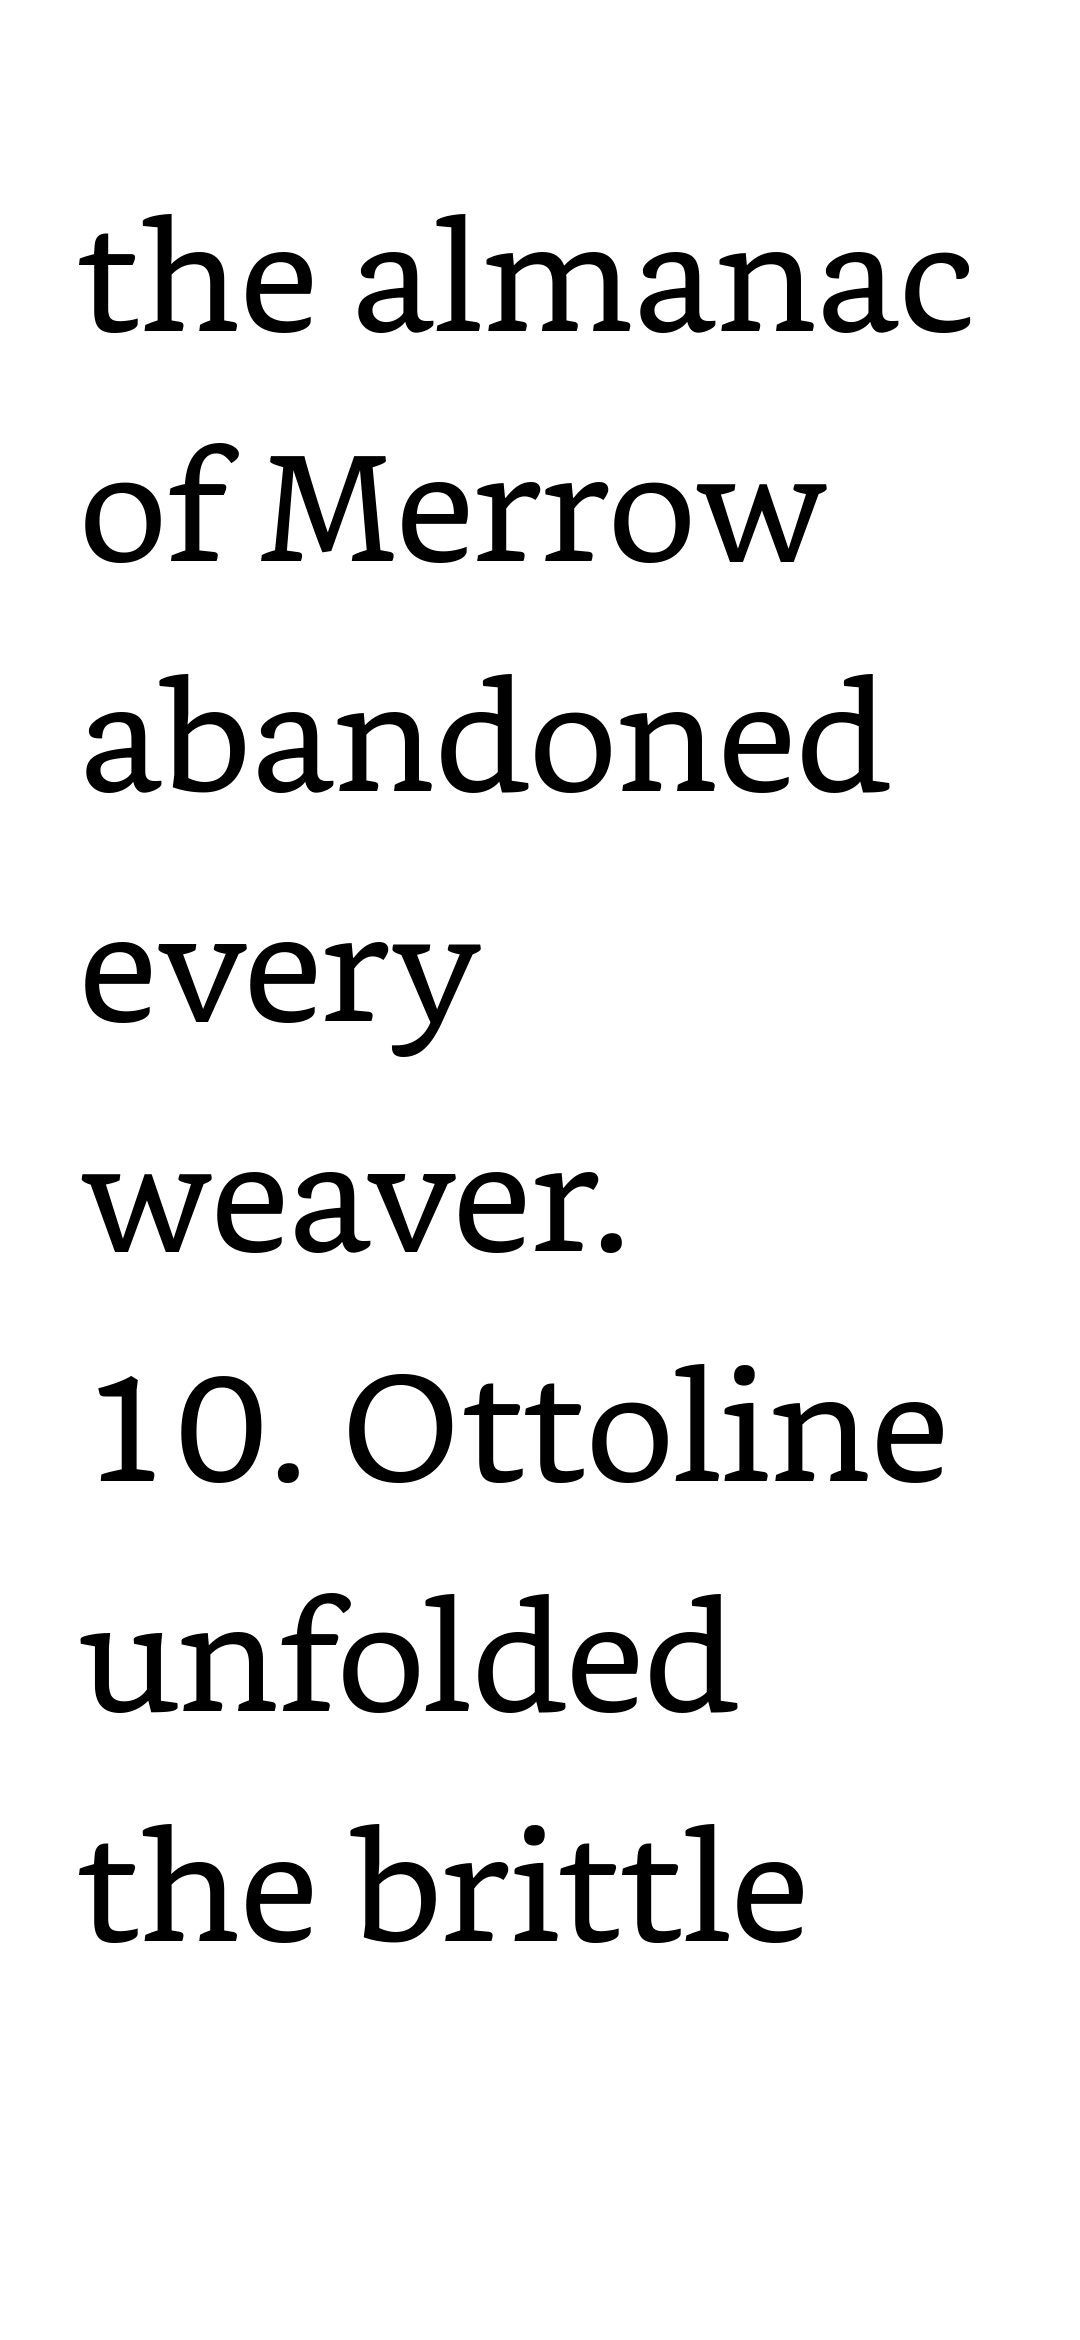 the almanac
of Merrow
abandoned
every
weaver.
10. Ottoline
unfolded
the brittle